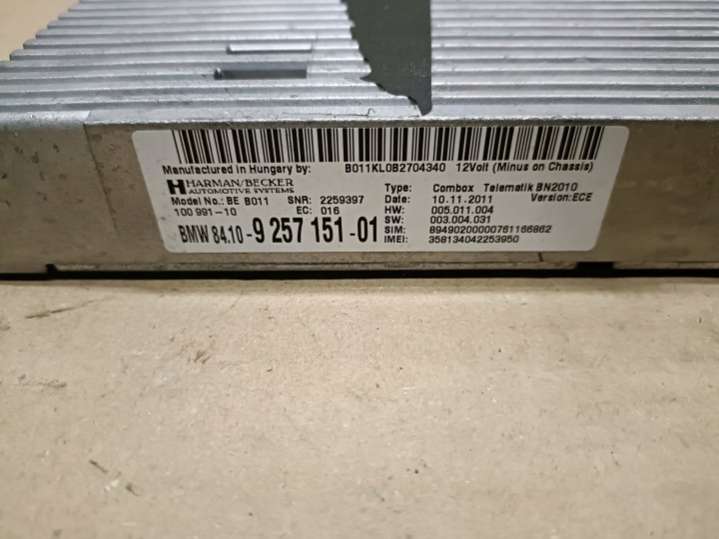 Manufactured in Hungary by: B011KL0B2704340 12Volt (Minus on Chassis)
HARMAN/BECKER
AUTOMOTIVE SYSTEMS
Model No.: BE B011 SNR: 2259397
100 991-10 EC: 016
BMW 84.10-9 257 151-01
Type: Combox Telematik BN2010
Date: 10.11.2011 Version:ECE
HW: 005.011.004
SW: 003.004.031
SIM: 89490200000761166862
IMEI: 358134042253950